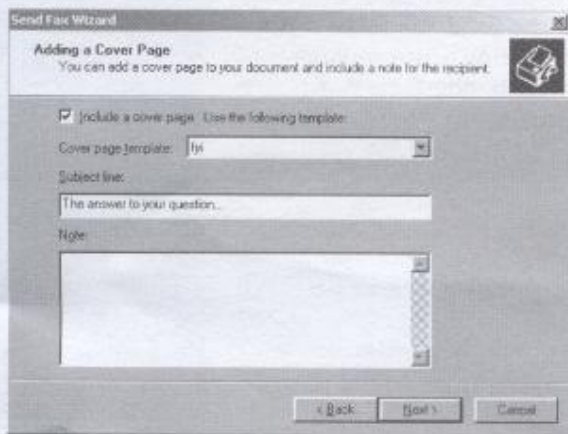 Send Fax Wizard
Adding a Cover Page
You can add a cover page to your document and include a note for the recipient.
Include a cover page. Use the following template:
Cover page template: fyi
Subject line:
The answer to your question...
Note:
< Back Next > Cancel